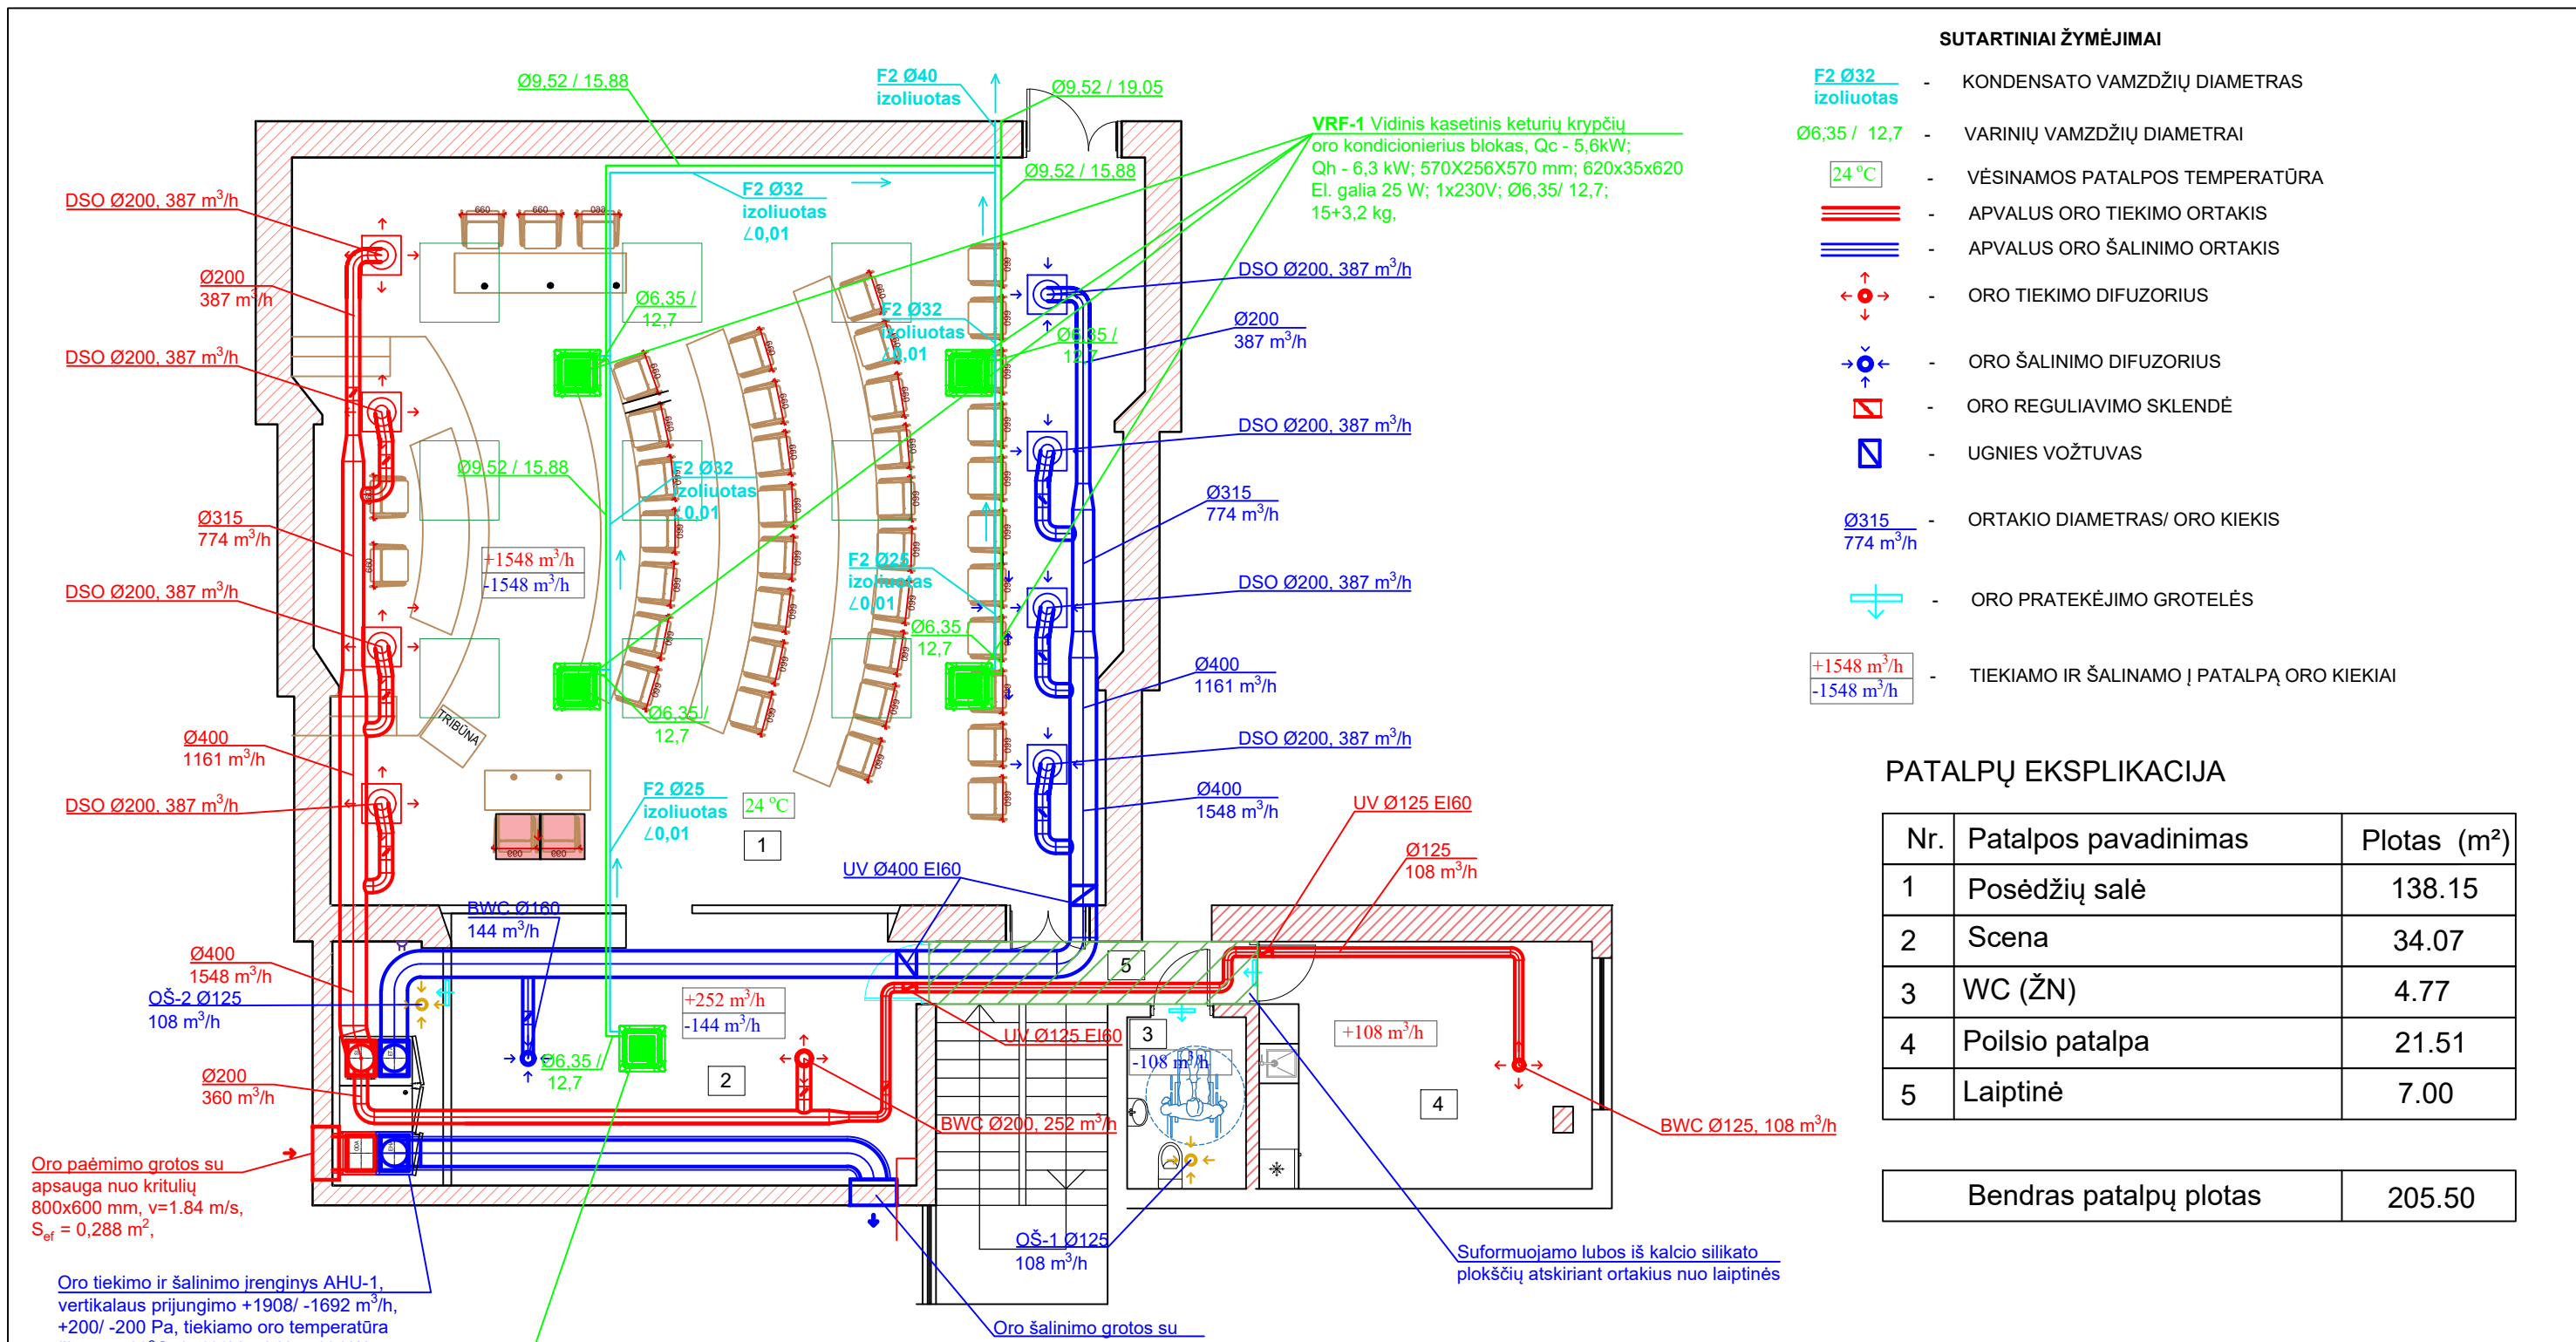 SUTARTINIAI ŽYMĖJIMAI
F2 Ø32
izoliuotas
- KONDENSATO VAMZDŽIŲ DIAMETRAS
Ø6,35 / 12,7 - VARINIŲ VAMZDŽIŲ DIAMETRAI
24 °C - VĖSINAMOS PATALPOS TEMPERATŪRA
- APVALUS ORO TIEKIMO ORTAKIS
- APVALUS ORO ŠALINIMO ORTAKIS
- ORO TIEKIMO DIFUZORIUS
- ORO ŠALINIMO DIFUZORIUS
- ORO REGULIAVIMO SKLENDĖ
- UGNIES VOŽTUVAS
Ø315
774 m³/h
- ORTAKIO DIAMETRAS/ ORO KIEKIS
- ORO PRATEKĖJIMO GROTELĖS
+1548 m³/h
-1548 m³/h
- TIEKIAMO IR ŠALINAMO Į PATALPĄ ORO KIEKIAI
PATALPŲ EKSPLIKACIJA
Nr. Patalpos pavadinimas Plotas (m²)
1 Posėdžių salė 138.15
2 Scena 34.07
3 WC (ŽN) 4.77
4 Poilsio patalpa 21.51
5 Laiptinė 7.00
Bendras patalpų plotas 205.50
Ø9,52 / 15,88
F2 Ø40
izoliuotas
Ø9,52 / 19,05
VRF-1 Vidinis kasetinis keturių krypčių
oro kondicionierius blokas, Qc - 5,6kW;
Qh - 6,3 kW; 570X256X570 mm; 620x35x620
El. galia 25 W; 1x230V; Ø6,35/ 12,7;
15+3,2 kg,
Ø9,52 / 15,88
F2 Ø32
izoliuotas
∠0,01
DSO Ø200, 387 m³/h
Ø200
387 m³/h
DSO Ø200, 387 m³/h
Ø315
774 m³/h
DSO Ø200, 387 m³/h
Ø400
1161 m³/h
DSO Ø200, 387 m³/h
Ø400
1548 m³/h
OŠ-2 Ø125
108 m³/h
Ø200
360 m³/h
Oro paėmimo grotos su
apsauga nuo kritulių
800x600 mm, v=1.84 m/s,
Sef = 0,288 m²,
Oro tiekimo ir šalinimo įrenginys AHU-1,
vertikalaus prijungimo +1908/ -1692 m³/h,
+200/ -200 Pa, tiekiamo oro temperatūra
Ø6,35 /
12,7
F2 Ø32
izoliuotas
∠0,01
Ø6,35 /
12,7
Ø9,52 / 15,88
F2 Ø32
izoliuotas
∠0,01
+1548 m³/h
-1548 m³/h
F2 Ø25
izoliuotas
∠0,01
Ø6,35
12,7
Ø6,35 /
12,7
TRIBŪNA
F2 Ø25
izoliuotas
∠0,01
24 °C
1
DSO Ø200, 387 m³/h
Ø200
387 m³/h
DSO Ø200, 387 m³/h
Ø315
774 m³/h
DSO Ø200, 387 m³/h
Ø400
1161 m³/h
DSO Ø200, 387 m³/h
Ø400
1548 m³/h
UV Ø125 EI60
Ø125
108 m³/h
UV Ø400 EI60
BWC Ø160
144 m³/h
5
+252 m³/h
-144 m³/h
Ø6,35 /
12,7
2
UV Ø125 EI60
3
-108 m³/h
+108 m³/h
4
BWC Ø200, 252 m³/h
BWC Ø125, 108 m³/h
OŠ-1 Ø125
108 m³/h
Suformuojamo lubos iš kalcio silikato
plokščių atskiriant ortakius nuo laiptinės
Oro šalinimo grotos su